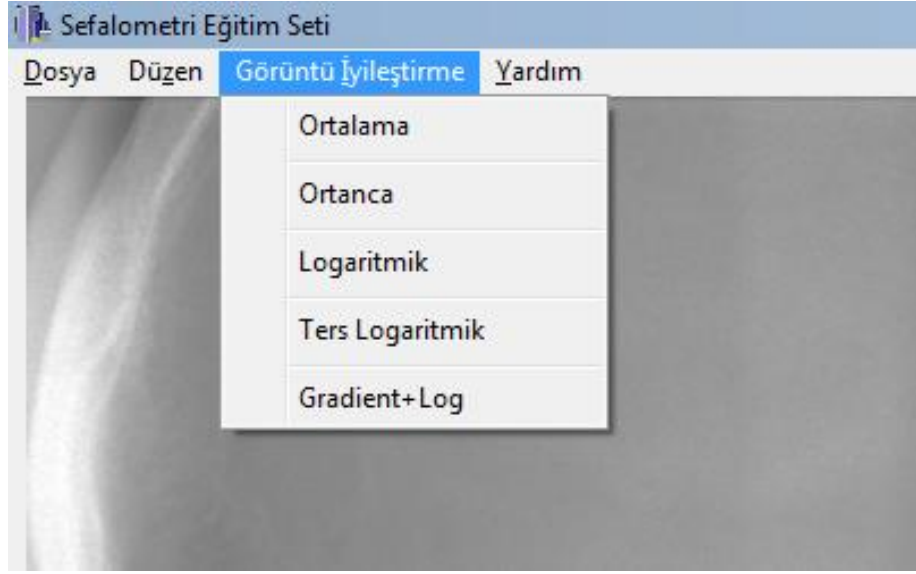 Sefalometri Eğitim Seti
Dosya Düzen Görüntü İyileştirme Yardım
Ortalama
Ortanca
Logaritmik
Ters Logaritmik
Gradient+Log